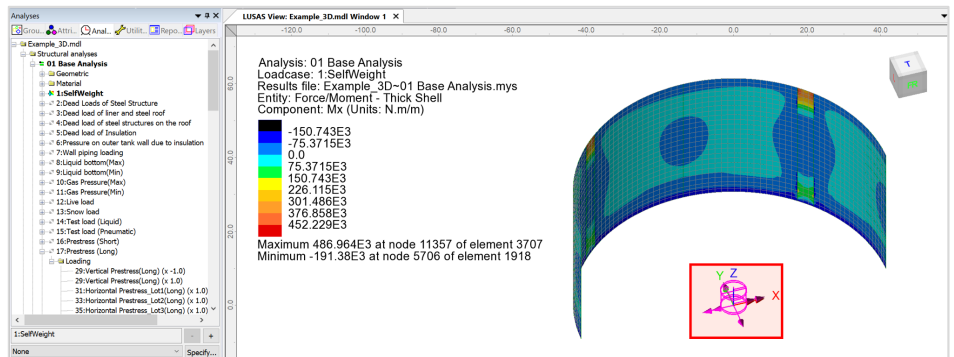 Analyses
LUSAS View: Example_3D.mdl Window 1 ×
Grou... Attri... Anal... Utilit... Repo... Layers
-120.0 -100.0 -80.0 -60.0 -40.0 -20.0 0.0 20.0 40.0
Example_3D.mdl
Structural analyses
01 Base Analysis
Geometric
Material
1:SelfWeight
2:Dead Loads of Steel Structure
3:Dead load of liner and steel roof
4:Dead load of steel structures on the roof
5:Dead load of Insulation
6:Pressure on outer tank wall due to insulation
7:Wall piping loading
8:Liquid bottom(Max)
9:Liquid bottom(Min)
10:Gas Pressure(Max)
11:Gas Pressure(Min)
12:Live load
13:Snow load
14:Test load (Liquid)
15:Test load (Pneumatic)
16:Prestress (Short)
17:Prestress (Long)
Loading
29:Vertical Prestress(Long) (x -1.0)
29:Vertical Prestress(Long) (x 1.0)
31:Horizontal Prestress_Lot1(Long) (x 1.0)
33:Horizontal Prestress_Lot2(Long) (x 1.0)
35:Horizontal Prestress_Lot3(Long) (x 1.0)
1:SelfWeight
- +
None
Specify...
80.0
60.0
40.0
20.0
0.0
Analysis: 01 Base Analysis
Loadcase: 1:SelfWeight
Results file: Example_3D~01 Base Analysis.mys
Entity: Force/Moment - Thick Shell
Component: Mx (Units: N.m/m)
-150.743E3
-75.3715E3
0.0
75.3715E3
150.743E3
226.115E3
301.486E3
376.858E3
452.229E3
Maximum 486.964E3 at node 11357 of element 3707
Minimum -191.38E3 at node 5706 of element 1918
T
Y Z
X